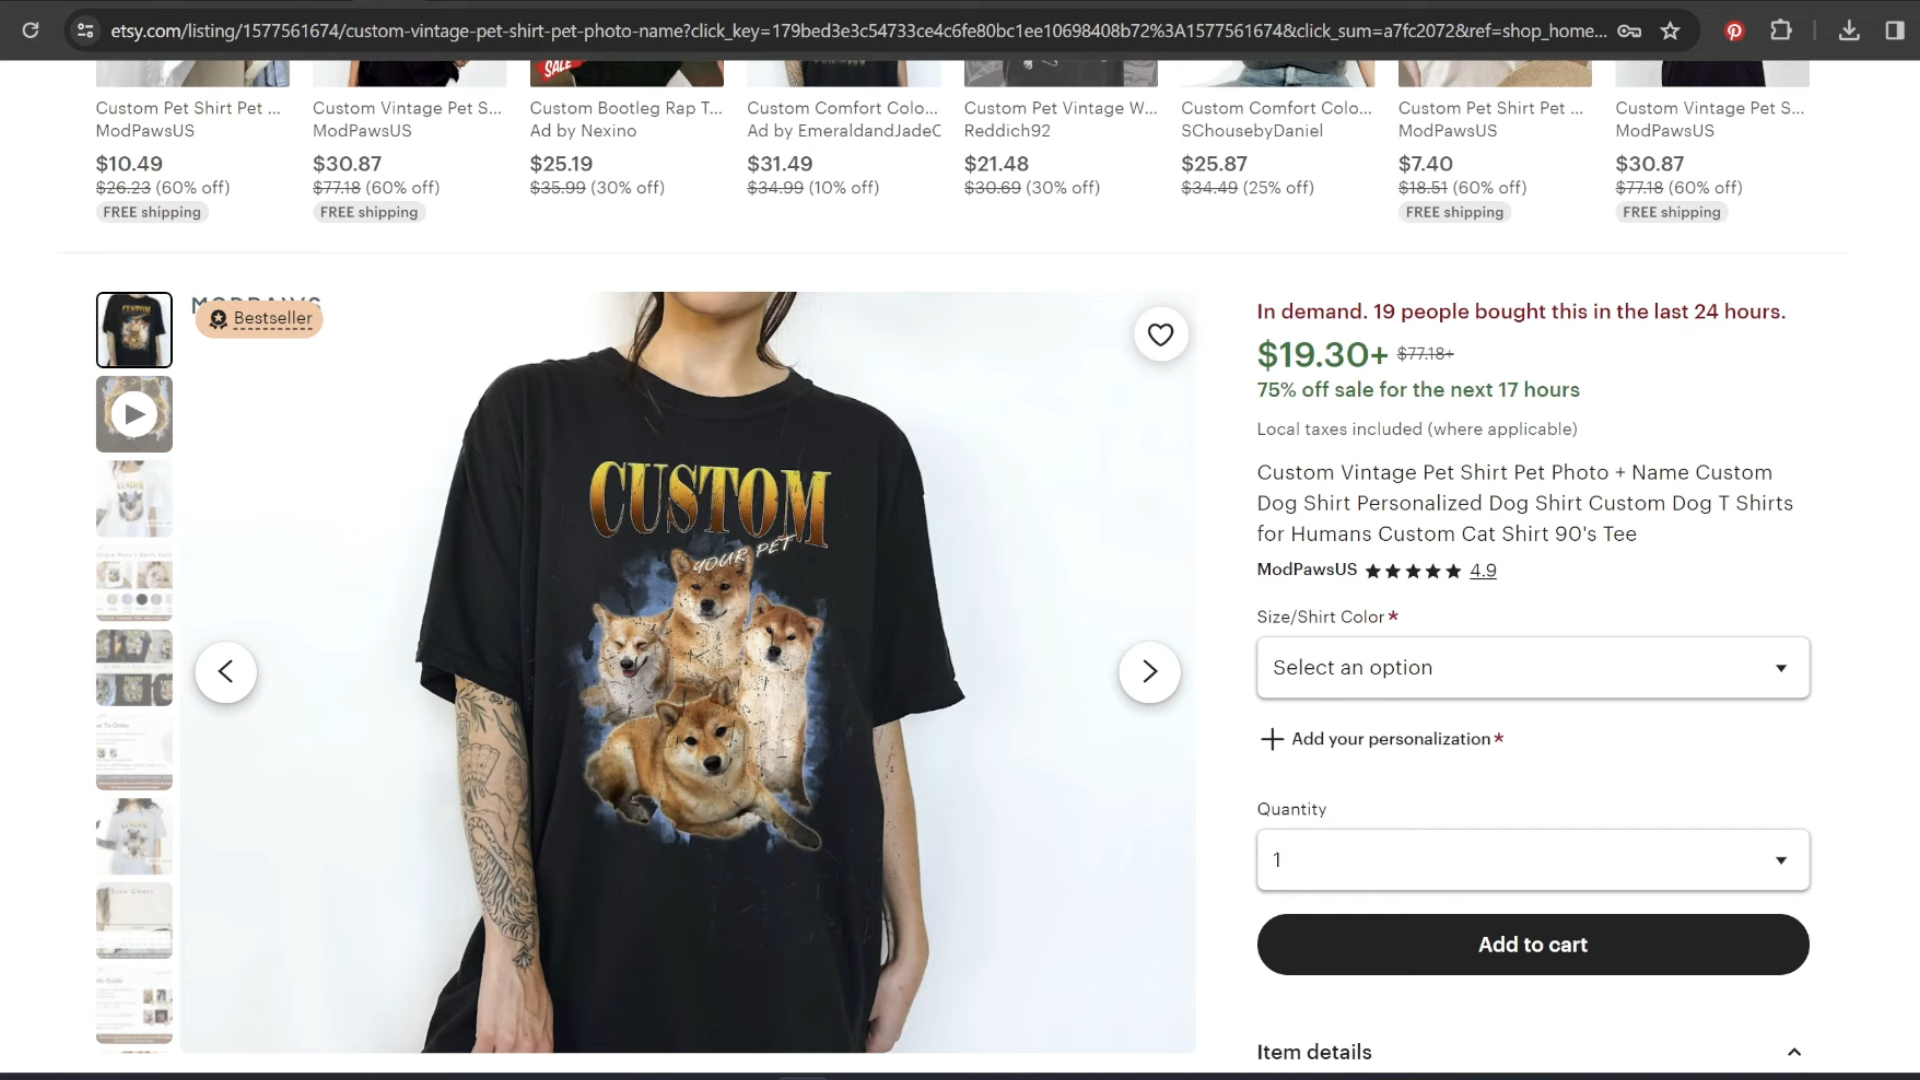 etsy.com/listing/1577561674/custom-vintage-pet-shirt-pet-photo-name?click_key=179bed3e3c54733ce4c6fe80bc1ee10698408b72%3A1577561674&click_sum=a7fc2072&ref=shop_home...
SALE
Custom Pet Shirt Pet ...
ModPawsUS
$10.49
$26.23 (60% off)
FREE shipping
Custom Vintage Pet S...
ModPawsUS
$30.87
$77.18 (60% off)
FREE shipping
Custom Bootleg Rap T...
Ad by Nexino
$25.19
$35.99 (30% off)
Custom Comfort Colo...
Ad by EmeraldandJadeC
$31.49
$34.99 (10% off)
Custom Pet Vintage W...
Reddich92
$21.48
$30.69 (30% off)
Custom Comfort Colo...
SChousebyDaniel
$25.87
$34.49 (25% off)
Custom Pet Shirt Pet ...
ModPawsUS
$7.40
$18.51 (60% off)
FREE shipping
Custom Vintage Pet S...
ModPawsUS
$30.87
$77.18 (60% off)
FREE shipping
MODPAWS
Bestseller
CUSTOM
YOUR PET
In demand. 19 people bought this in the last 24 hours.
$19.30+ $77.18+
75% off sale for the next 17 hours
Local taxes included (where applicable)
Custom Vintage Pet Shirt Pet Photo + Name Custom
Dog Shirt Personalized Dog Shirt Custom Dog T Shirts
for Humans Custom Cat Shirt 90's Tee
ModPawsUS ★★★★★ 4.9
Size/Shirt Color*
Select an option
+ Add your personalization*
Quantity
1
Add to cart
Item details